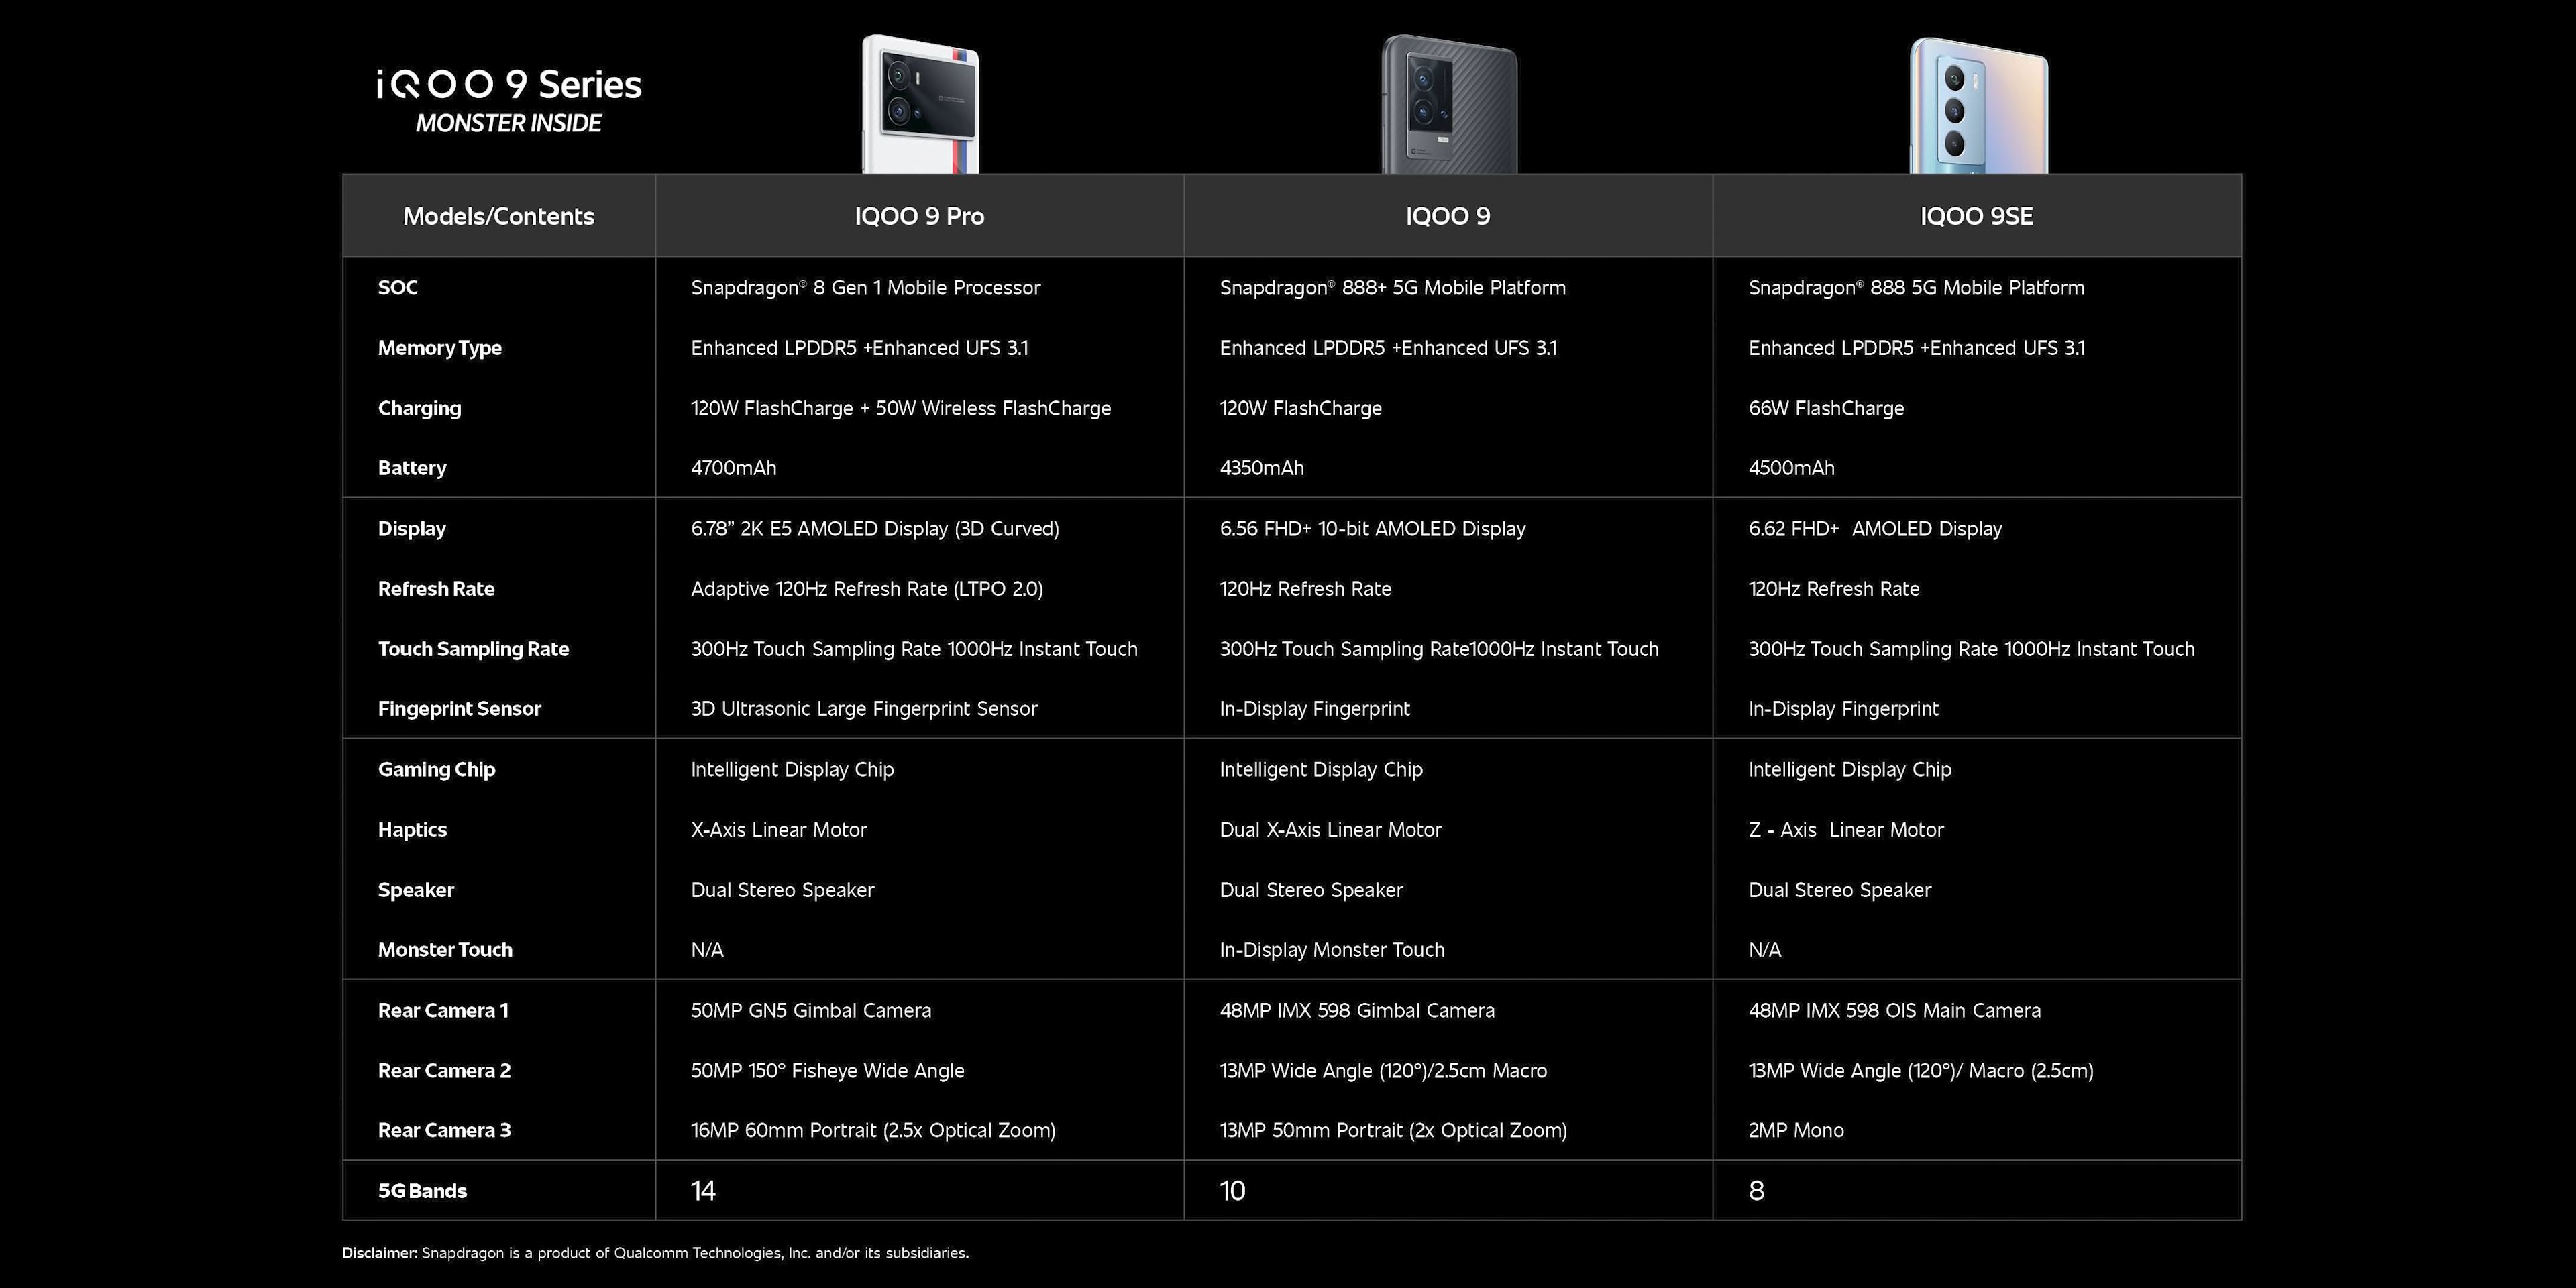 iQOO 9 Series
MONSTER INSIDE
Models/Contents IQOO 9 Pro IQOO 9 IQOO 9SE
SOC Snapdragon® 8 Gen 1 Mobile Processor Snapdragon® 888+ 5G Mobile Platform Snapdragon® 888 5G Mobile Platform
Memory Type Enhanced LPDDR5 +Enhanced UFS 3.1 Enhanced LPDDR5 +Enhanced UFS 3.1 Enhanced LPDDR5 +Enhanced UFS 3.1
Charging 120W FlashCharge + 50W Wireless FlashCharge 120W FlashCharge 66W FlashCharge
Battery 4700mAh 4350mAh 4500mAh
Display 6.78” 2K E5 AMOLED Display (3D Curved) 6.56 FHD+ 10-bit AMOLED Display 6.62 FHD+ AMOLED Display
Refresh Rate Adaptive 120Hz Refresh Rate (LTPO 2.0) 120Hz Refresh Rate 120Hz Refresh Rate
Touch Sampling Rate 300Hz Touch Sampling Rate 1000Hz Instant Touch 300Hz Touch Sampling Rate1000Hz Instant Touch 300Hz Touch Sampling Rate 1000Hz Instant Touch
Fingeprint Sensor 3D Ultrasonic Large Fingerprint Sensor In-Display Fingerprint In-Display Fingerprint
Gaming Chip Intelligent Display Chip Intelligent Display Chip Intelligent Display Chip
Haptics X-Axis Linear Motor Dual X-Axis Linear Motor Z - Axis Linear Motor
Speaker Dual Stereo Speaker Dual Stereo Speaker Dual Stereo Speaker
Monster Touch N/A In-Display Monster Touch N/A
Rear Camera 1 50MP GN5 Gimbal Camera 48MP IMX 598 Gimbal Camera 48MP IMX 598 OIS Main Camera
Rear Camera 2 50MP 150° Fisheye Wide Angle 13MP Wide Angle (120°)/2.5cm Macro 13MP Wide Angle (120°)/ Macro (2.5cm)
Rear Camera 3 16MP 60mm Portrait (2.5x Optical Zoom) 13MP 50mm Portrait (2x Optical Zoom) 2MP Mono
5G Bands 14 10 8
Disclaimer: Snapdragon is a product of Qualcomm Technologies, Inc. and/or its subsidiaries.